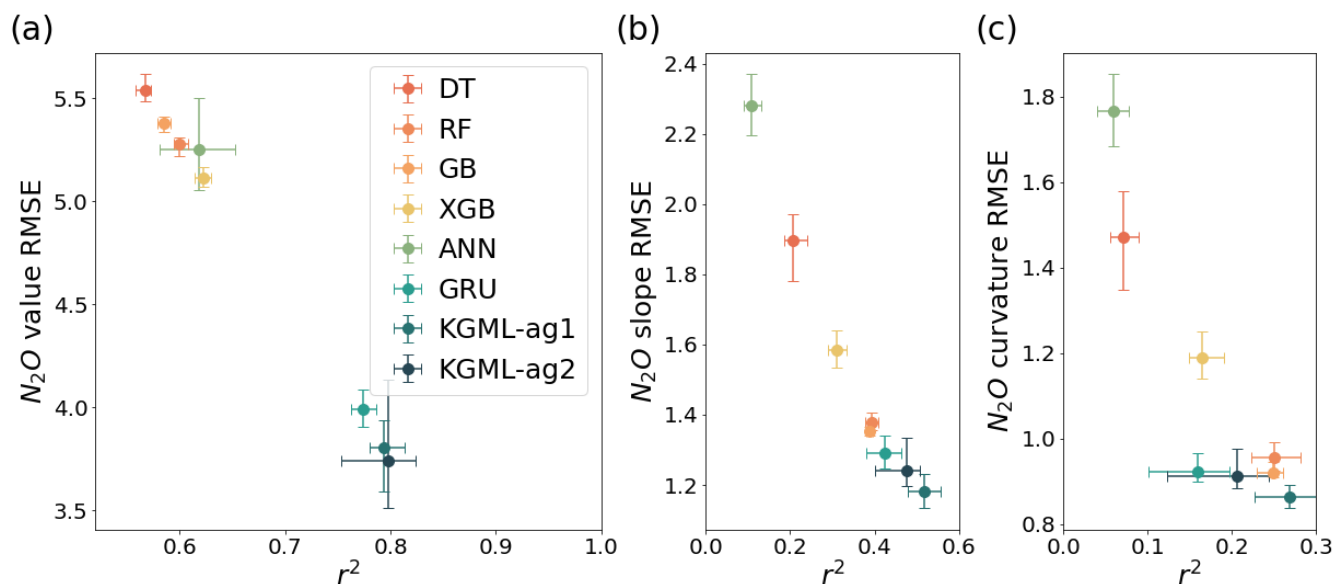 (a)
N₂O value RMSE
5.5
5.0
4.5
4.0
3.5
0.6 0.7 0.8 0.9 1.0
r²
DT
RF
GB
XGB
ANN
GRU
KGML-ag1
KGML-ag2
(b)
N₂O slope RMSE
2.4
2.2
2.0
1.8
1.6
1.4
1.2
0.0 0.2 0.4 0.6
r²
(c)
N₂O curvature RMSE
1.8
1.6
1.4
1.2
1.0
0.8
0.0 0.1 0.2 0.3
r²